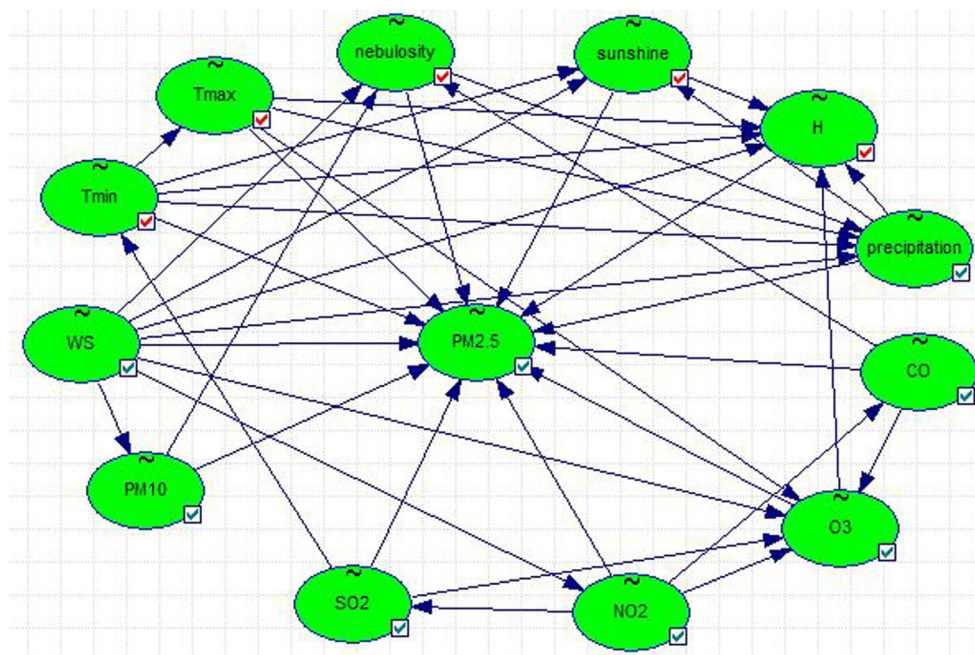 nebulosity
sunshine
Tmax
H
Tmin
precipitation
WS
PM2.5
CO
PM10
O3
SO2
NO2